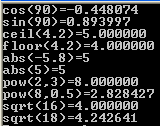 cos(90)=-0.448074
sin(90)=0.893997
ceil(4.2)=5.000000
floor(4.2)=4.000000
abs(-5.8)=5
abs(5)=5
pow(2,3)=8.000000
pow(8,0.5)=2.828427
sqrt(16)=4.000000
sqrt(18)=4.242641